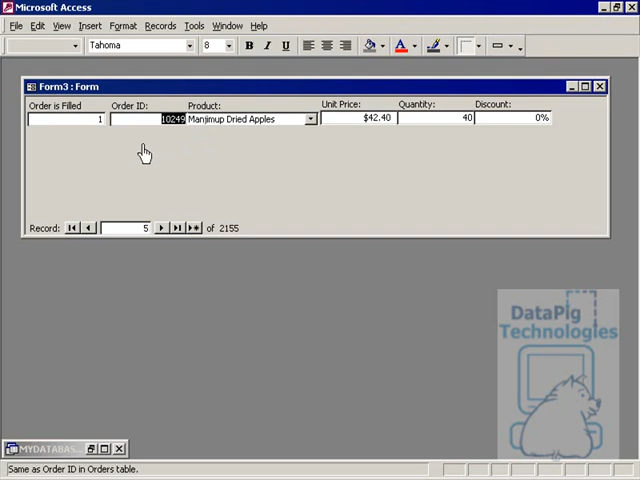 Microsoft Access
File Edit View Insert Format Records Tools Window Help
Tahoma 8 B I U A
Form3 : Form
Order is Filled Order ID: Product: Unit Price: Quantity: Discount:
1 10249 Manjimup Dried Apples $42.40 40 0%
Record: 5 of 2155
DataPig
Technologies
MYDATABAS...
Same as Order ID in Orders table.